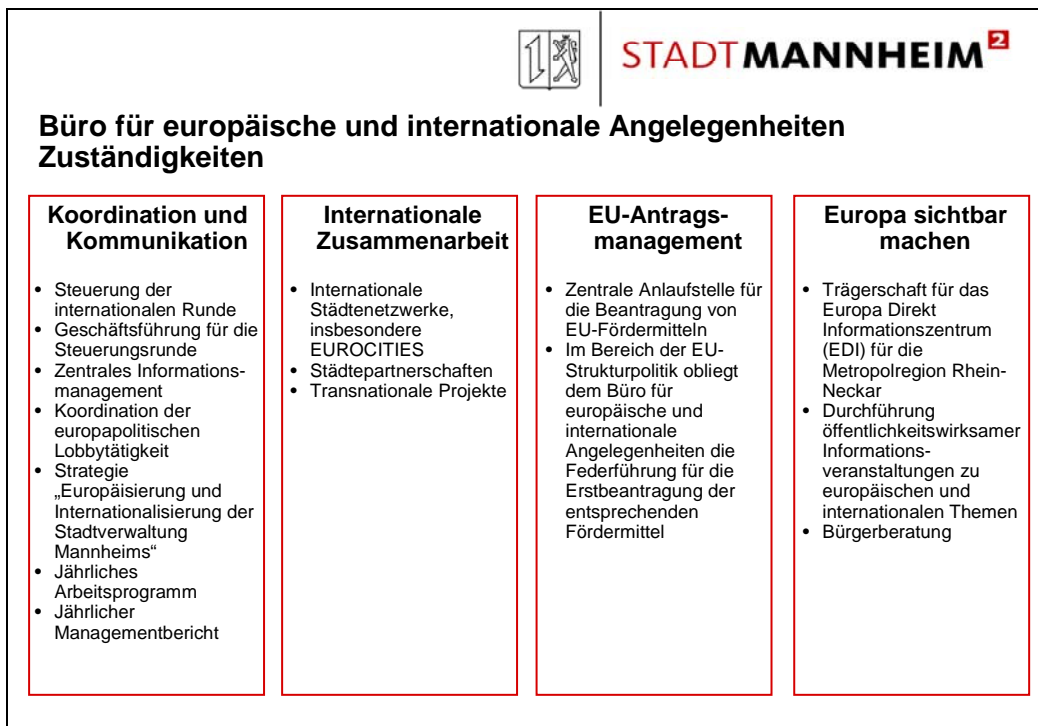 STADTMANNHEIM²
Büro für europäische und internationale Angelegenheiten
Zuständigkeiten
Koordination und
Kommunikation
• Steuerung der
internationalen Runde
• Geschäftsführung für die
Steuerungsrunde
• Zentrales Informations-
management
• Koordination der
europapolitischen
Lobbytätigkeit
• Strategie
„Europäisierung und
Internationalisierung der
Stadtverwaltung
Mannheims“
• Jährliches
Arbeitsprogramm
• Jährlicher
Managementbericht
Internationale
Zusammenarbeit
• Internationale
Städtenetzwerke,
insbesondere
EUROCITIES
• Städtepartnerschaften
• Transnationale Projekte
EU-Antrags-
management
• Zentrale Anlaufstelle für
die Beantragung von
EU-Fördermitteln
• Im Bereich der EU-
Strukturpolitik obliegt
dem Büro für
europäische und
internationale
Angelegenheiten die
Federführung für die
Erstbeantragung der
entsprechenden
Fördermittel
Europa sichtbar
machen
• Trägerschaft für das
Europa Direkt
Informationszentrum
(EDI) für die
Metropolregion Rhein-
Neckar
• Durchführung
öffentlichkeitswirksamer
Informations-
veranstaltungen zu
europäischen und
internationalen Themen
• Bürgerberatung